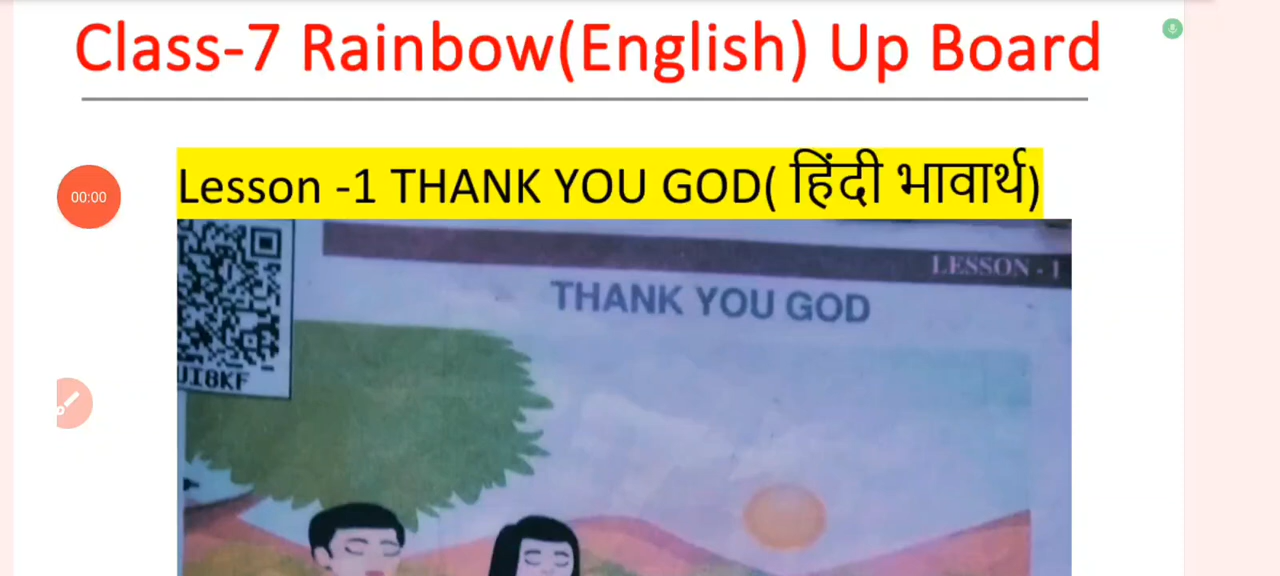 Class-7 Rainbow(English) Up Board
Lesson -1 THANK YOU GOD( हिंदी भावार्थ)
00:00
LESSON - 1
THANK YOU GOD
UI8KF